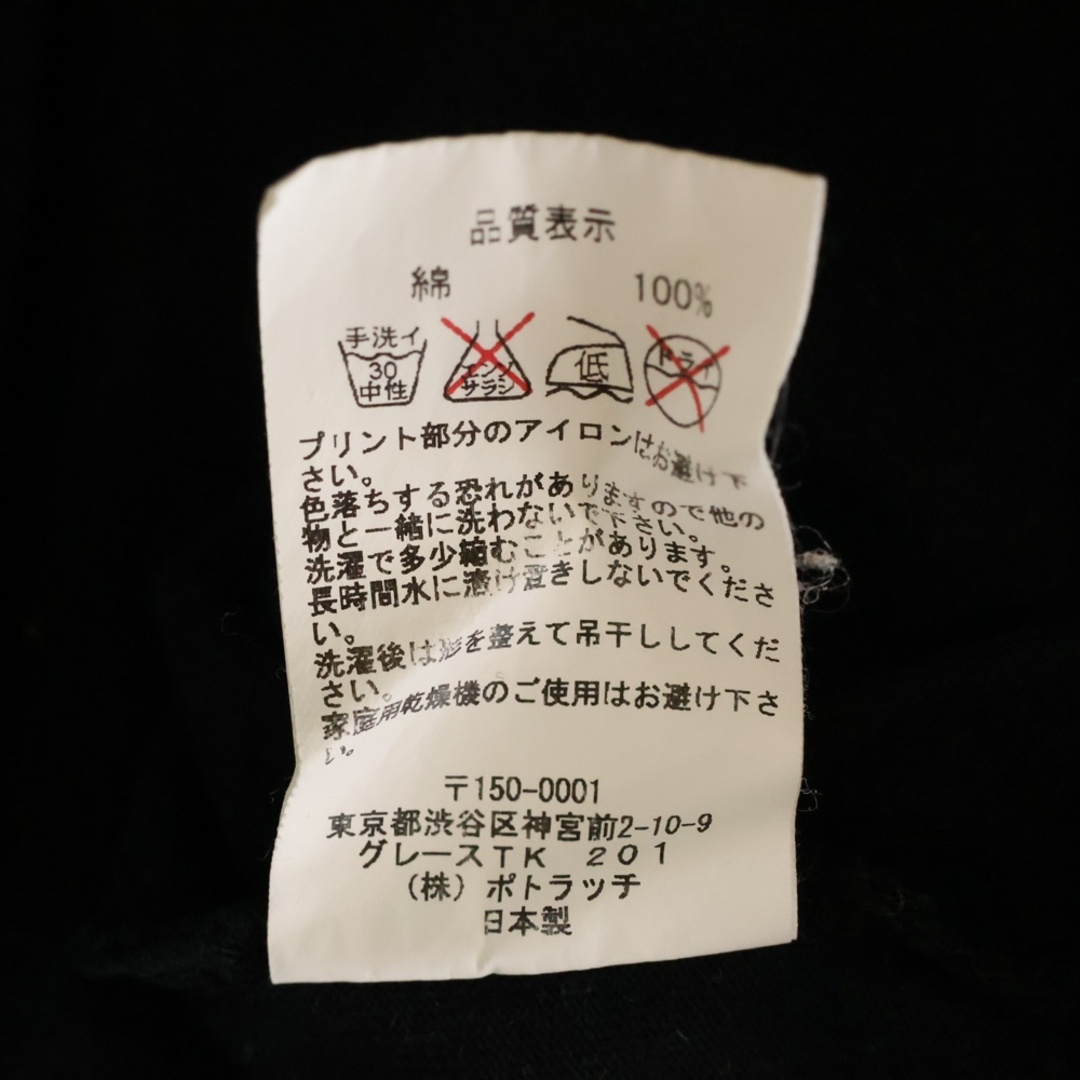 品質表示
綿 100%
手洗イ
30
中性
エンソ
サラシ
低
ドライ
プリント部分のアイロンはお避け下
さい。
色落ちする恐れがありますので他の
物と一緒に洗わないで下さい。
洗濯で多少縮むことがあります。
長時間水に漬け置きしないでくださ
い。
洗濯後は形を整えて吊干ししてくだ
さい。
家庭用乾燥機のご使用はお避け下さ
い。
〒150-0001
東京都渋谷区神宮前2-10-9
グレースTK 201
(株)ポトラッチ
日本製